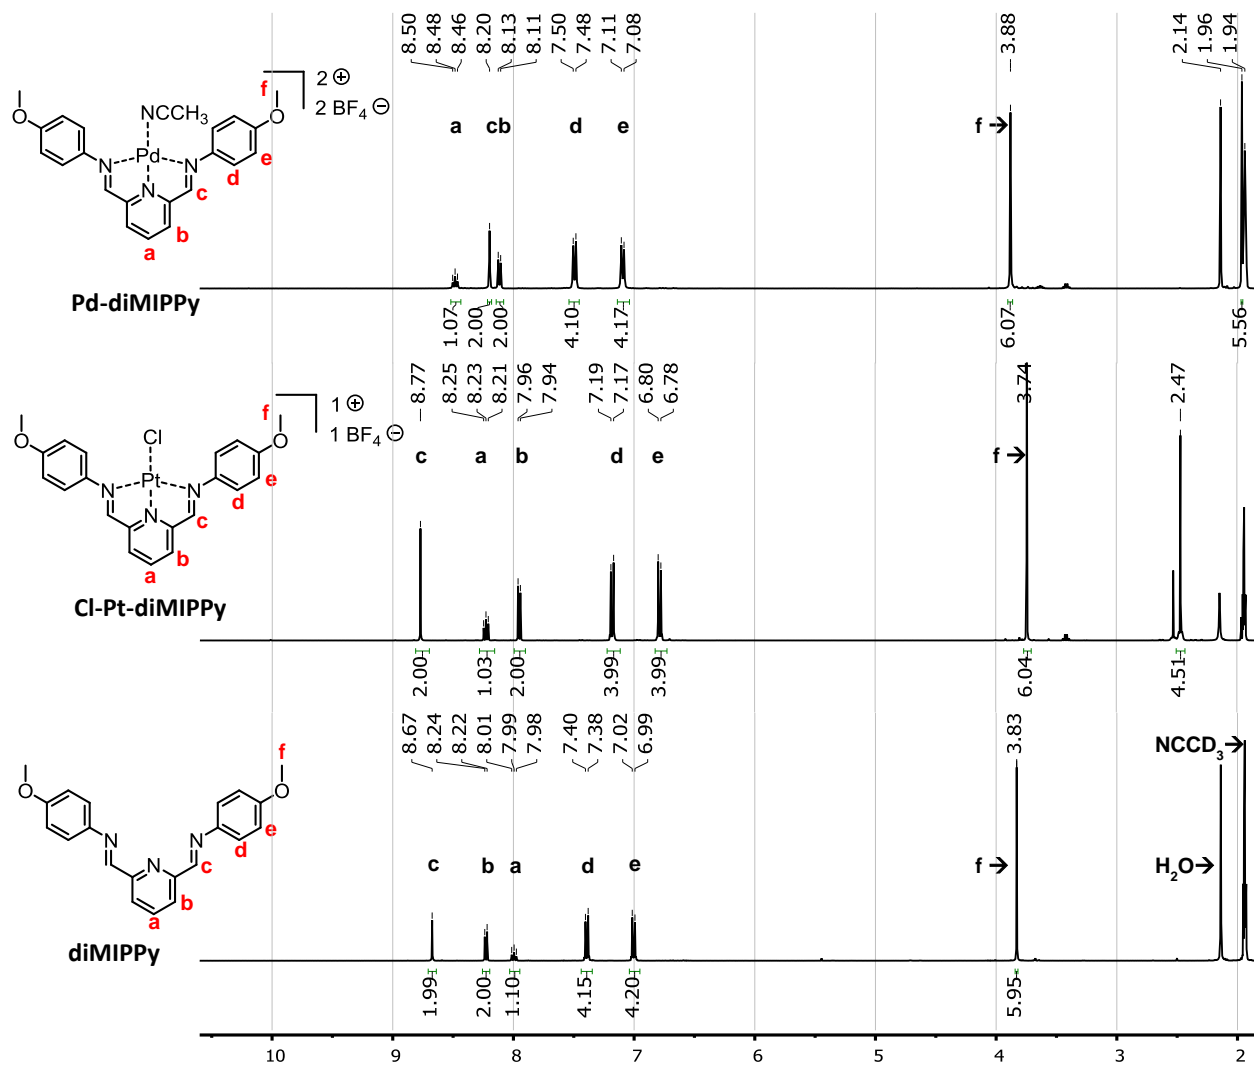 8.50 8.48 8.46 8.20 8.13 8.11 7.50 7.48 7.11 7.08 3.88 2.14 1.96 1.94
f 2 ⊕
O NCCH3 O 2 BF4 ⊖
a cb d f → e
Pd e
N N
N c d
b
a
Pd-diMIPPy
1.07 2.00 2.00 4.10 4.17 6.07 5.56
8.77 8.25 8.23 8.21 7.96 7.94 7.19 7.17 6.80 6.78 3.74 2.47
f 1 ⊕
O Cl O 1 BF4 ⊖
c a b d e f →
Pt e
N N
N c d
b
a
Cl-Pt-diMIPPy
2.00 1.03 2.00 3.99 3.99 6.04 4.51
8.67 8.24 8.22 8.01 7.99 7.98 7.40 7.38 7.02 6.99 3.83
f NCCD3→
O O
N N e
N c d
c b a d e f → H2O→
b
a
diMIPPy
1.99 2.00 1.10 4.15 4.20 5.95
10 9 8 7 6 5 4 3 2